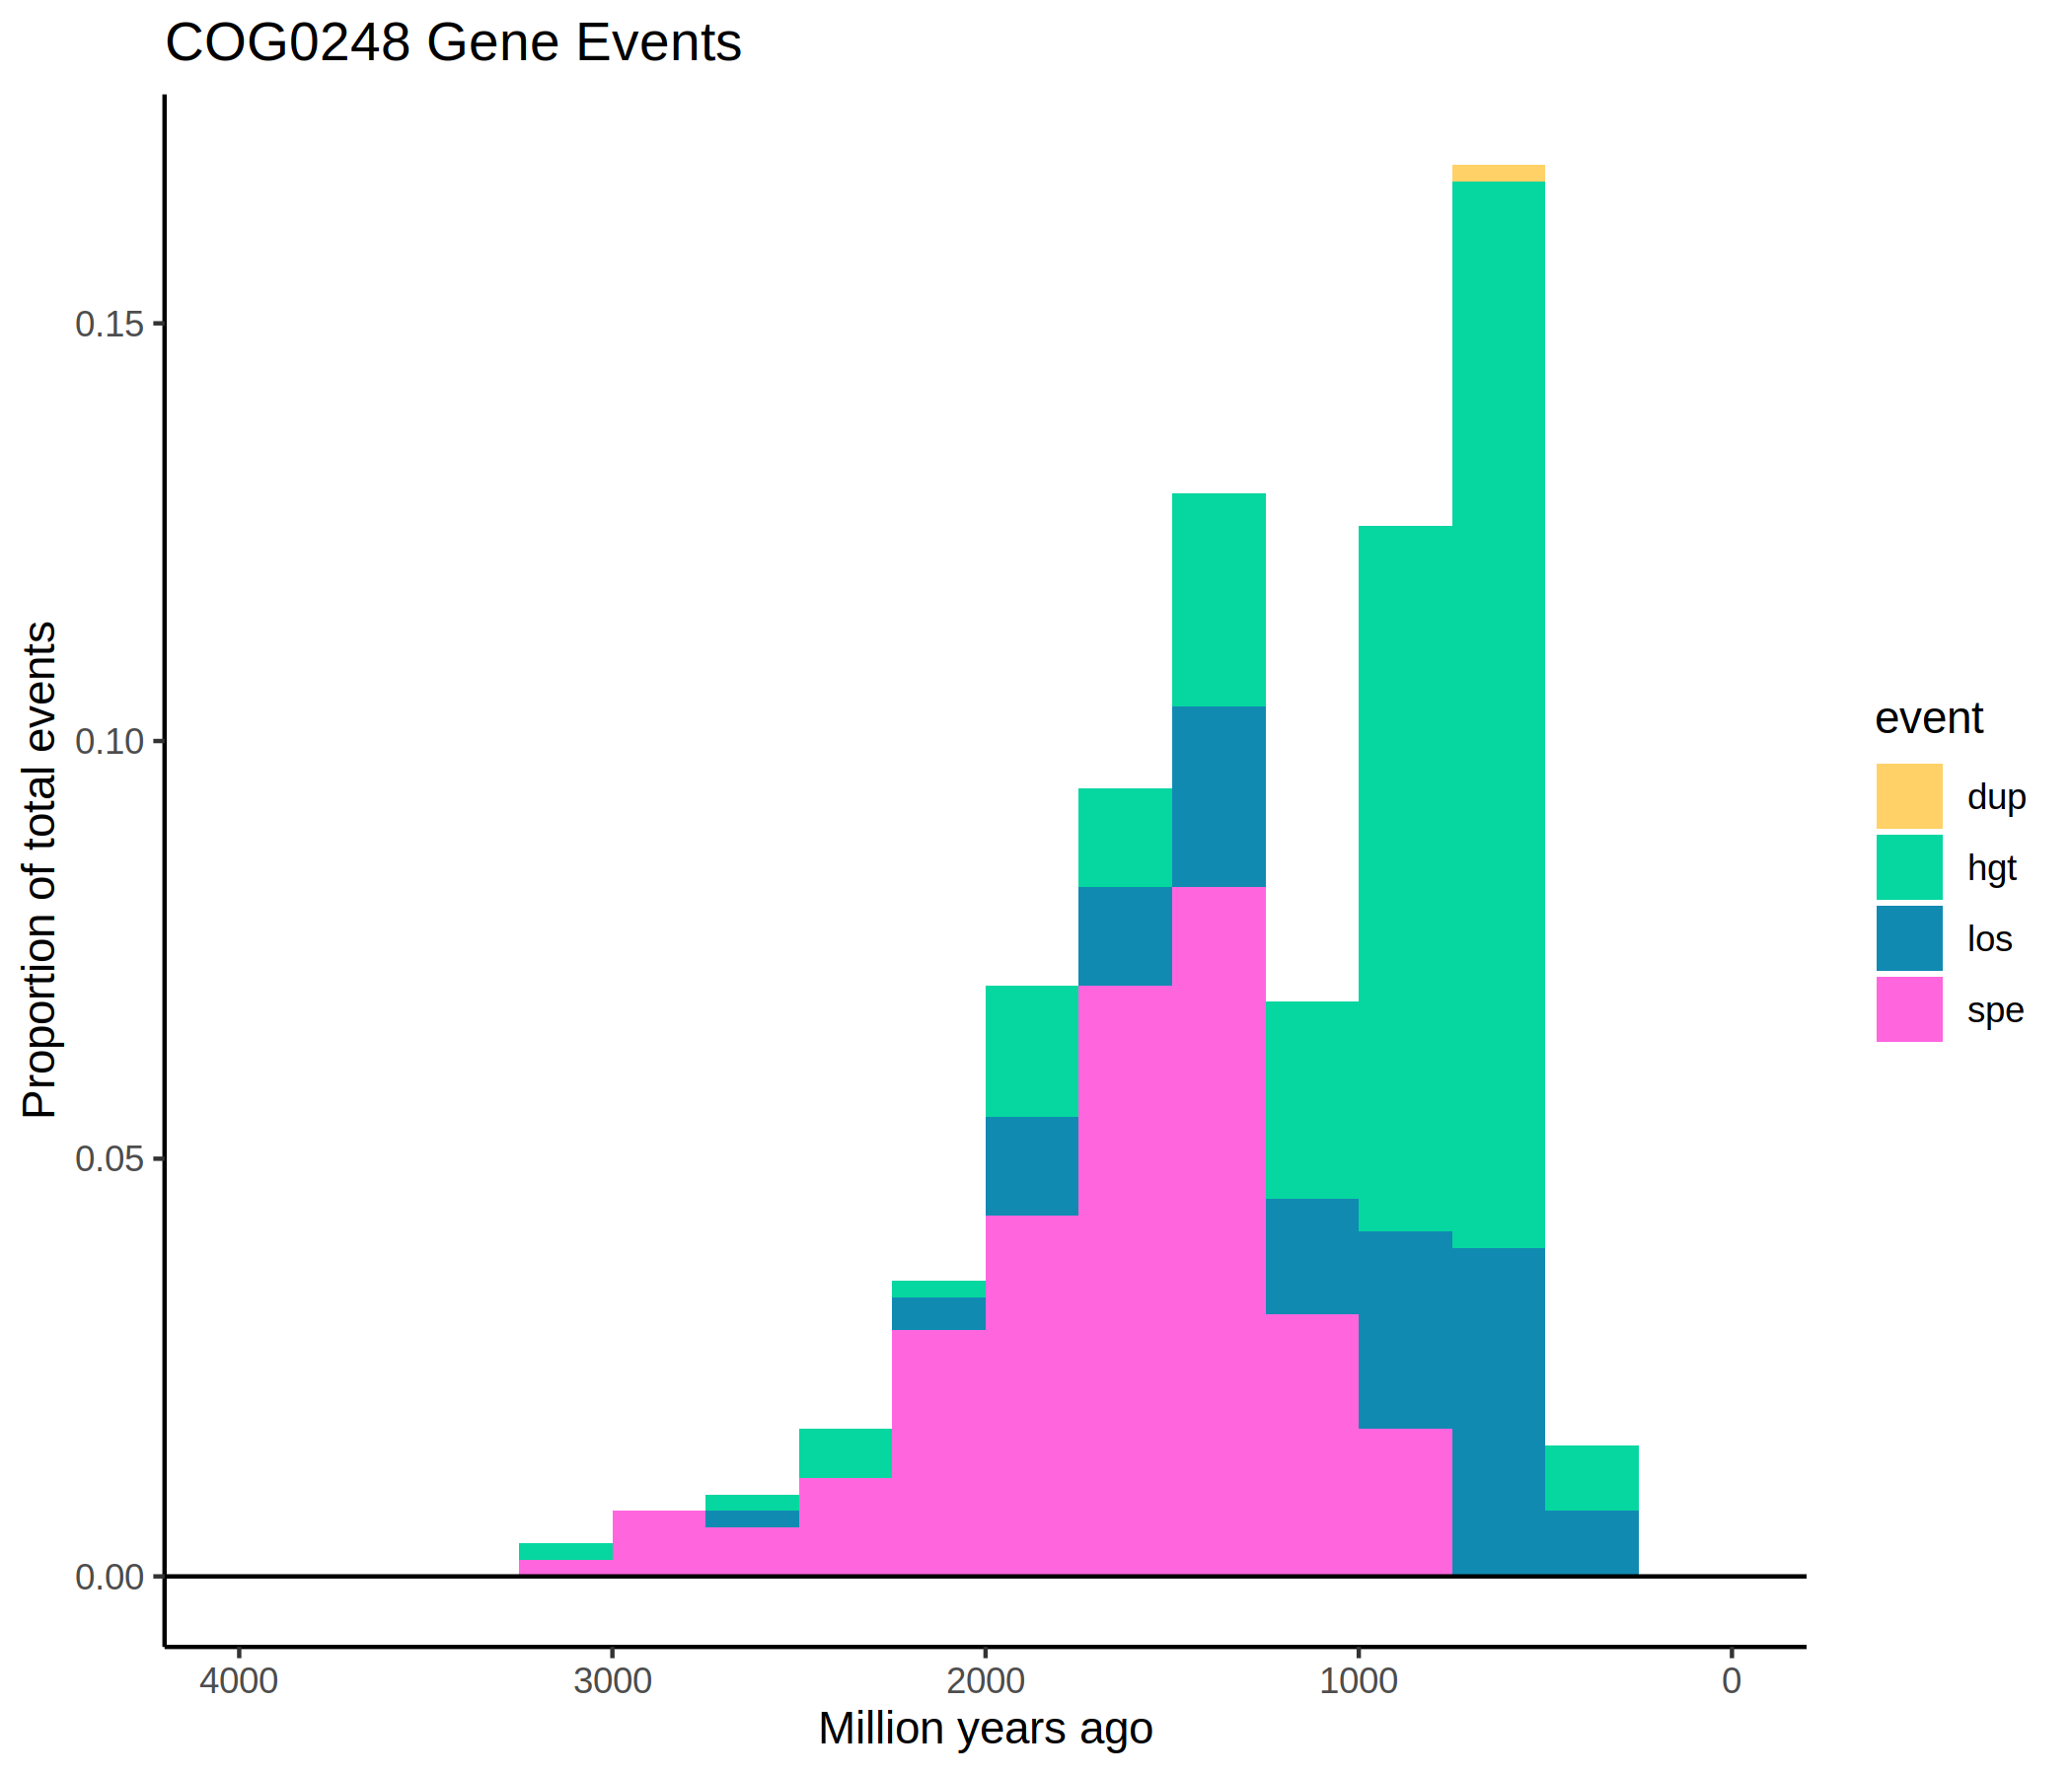 COG0248 Gene Events
Proportion of total events
0.15
0.10
0.05
0.00
4000 3000 2000 1000 0
Million years ago
event
dup
hgt
los
spe